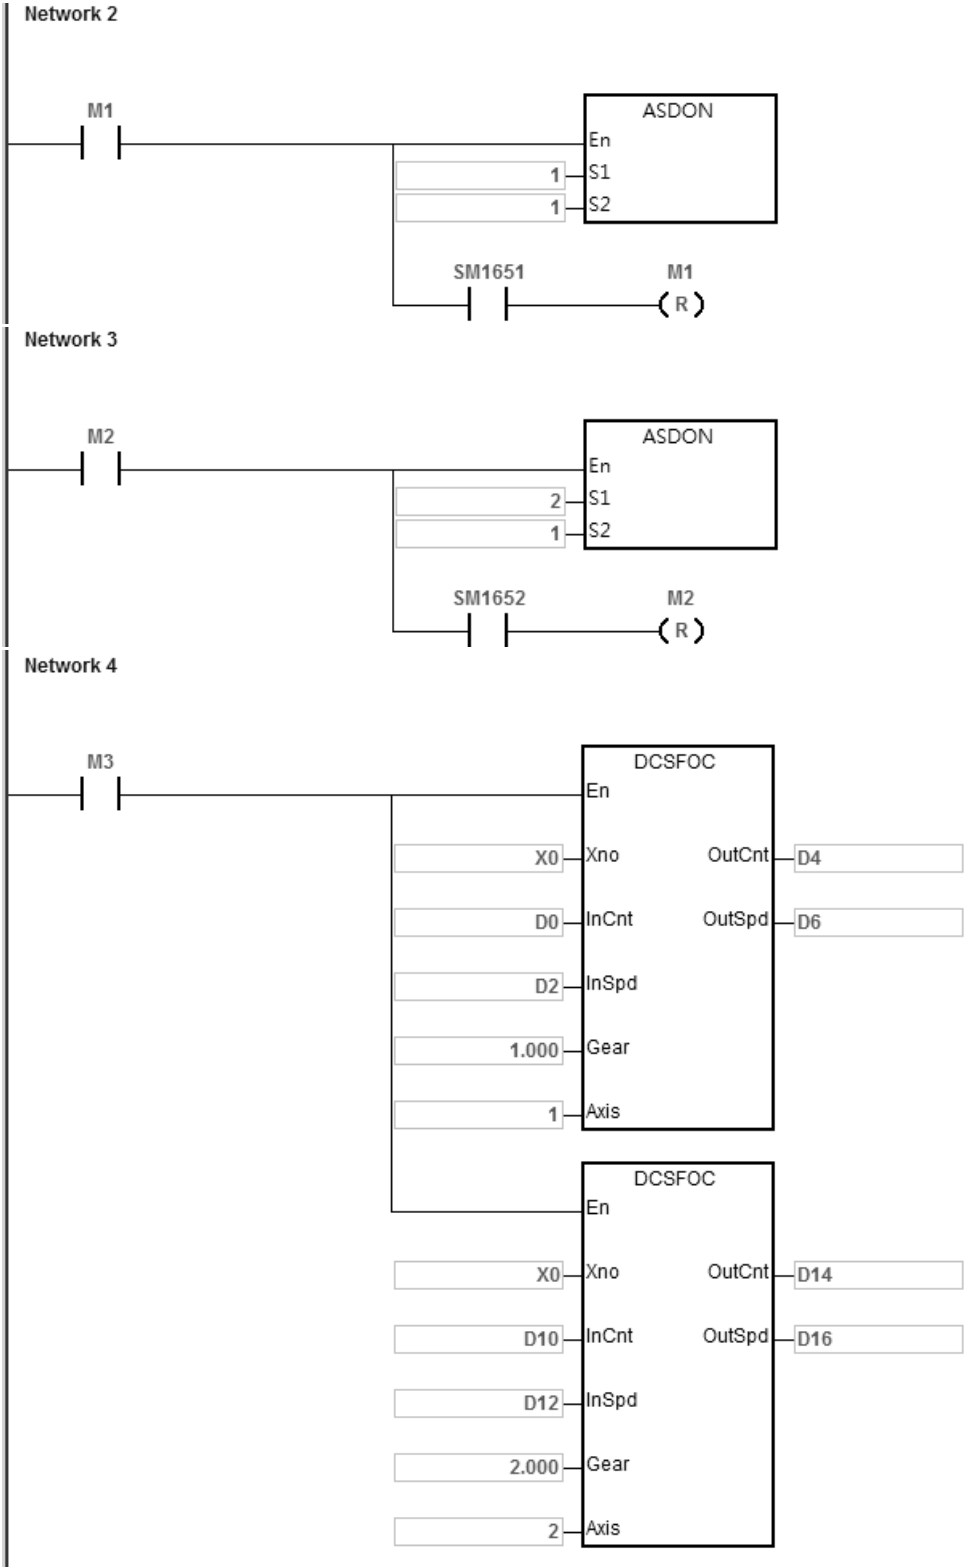 Network 2
M1
ASDON
En
1 S1
1 S2
SM1651 M1
R
Network 3
M2
ASDON
En
2 S1
1 S2
SM1652 M2
R
Network 4
M3
DCSFOC
En
X0 Xno OutCnt D4
D0 InCnt OutSpd D6
D2 InSpd
1.000 Gear
1 Axis
DCSFOC
En
X0 Xno OutCnt D14
D10 InCnt OutSpd D16
D12 InSpd
2.000 Gear
2 Axis